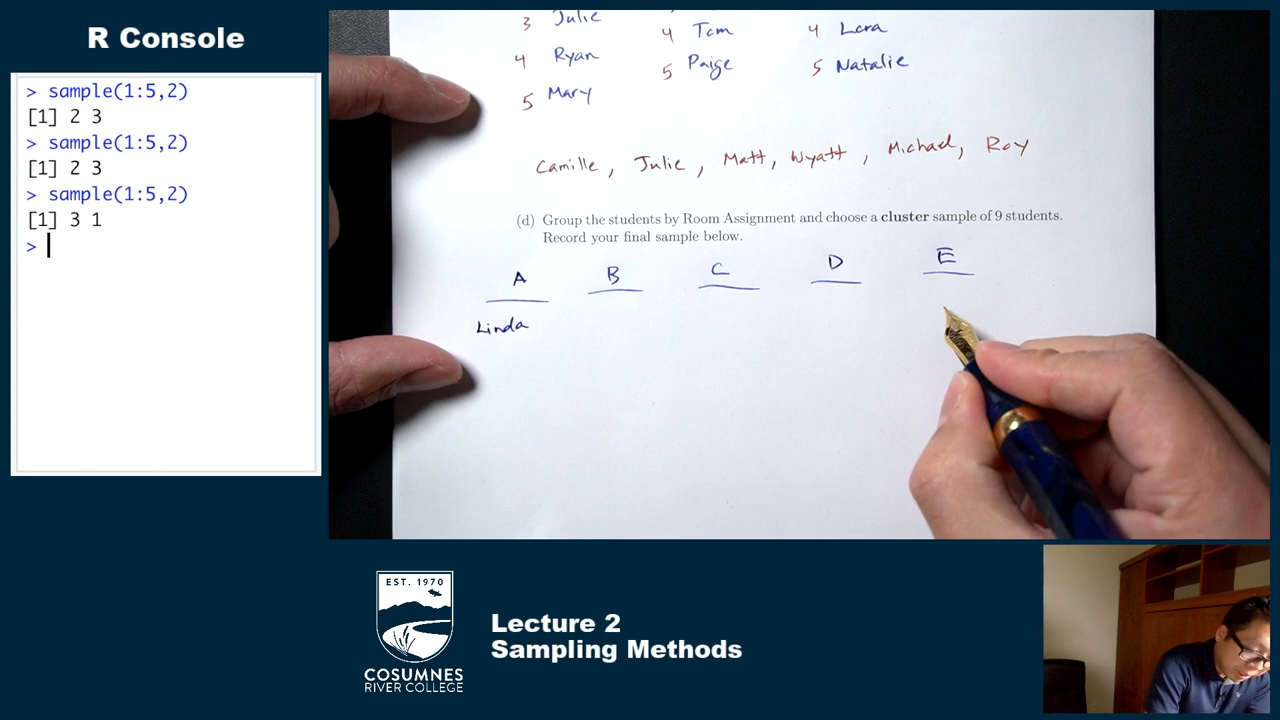 R Console
> sample(1:5,2)
[1] 2 3
> sample(1:5,2)
[1] 2 3
> sample(1:5,2)
[1] 3 1
>
3 Julie
4 Tom 4 Lara
4 Ryan
5 Paige 5 Natalie
5 Mary
Camille, Julie, Matt, Wyatt, Michael, Roy
(d) Group the students by Room Assignment and choose a cluster sample of 9 students.
Record your final sample below.
A B C D E
Linda
EST. 1970
COSUMNES
RIVER COLLEGE
Lecture 2
Sampling Methods